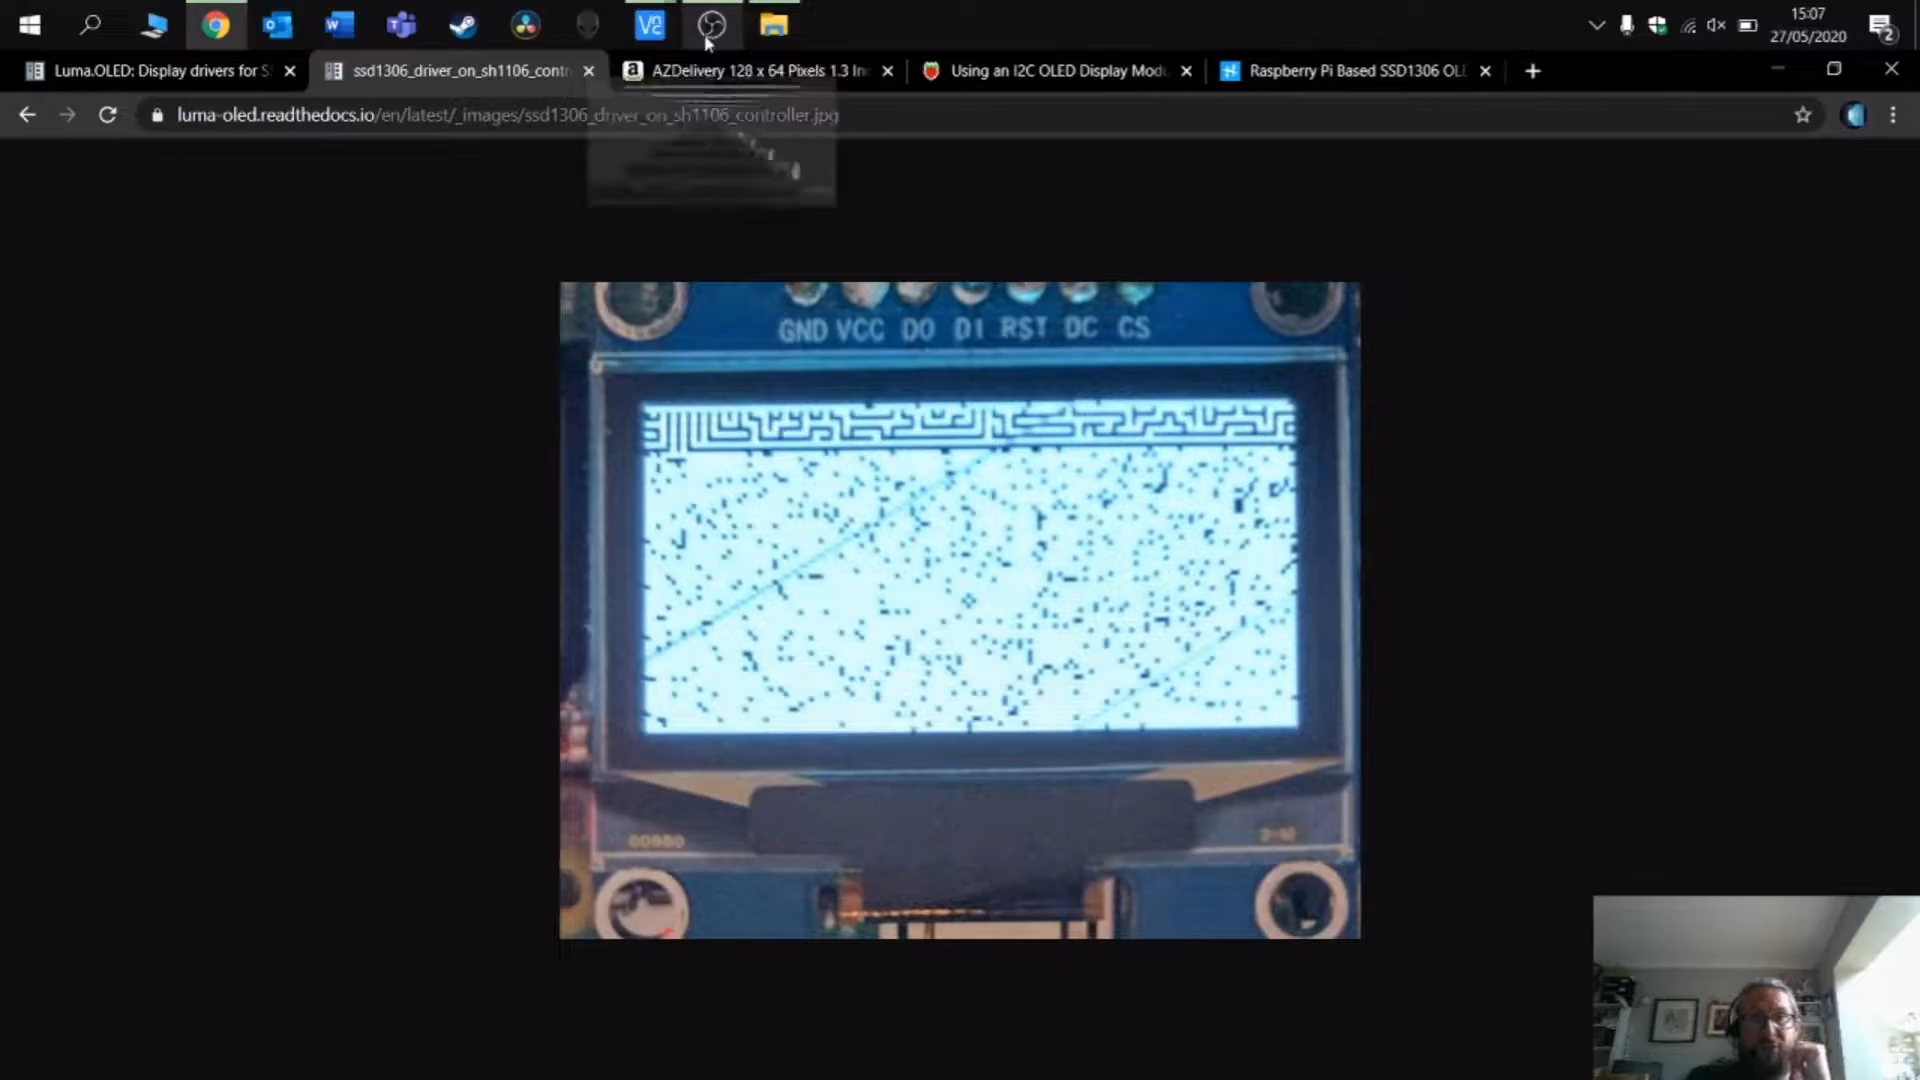 15:07
27/05/2020
2
Luma.OLED: Display drivers for S
ssd1306_driver_on_sh1106_contr
AZDelivery 128 x 64 Pixels 1.3 In
Using an I2C OLED Display Modu
Raspberry Pi Based SSD1306 OL
luma-oled.readthedocs.io/en/latest/_images/ssd1306_driver_on_sh1106_controller.jpg
GND VCC D0 D1 RST DC CS